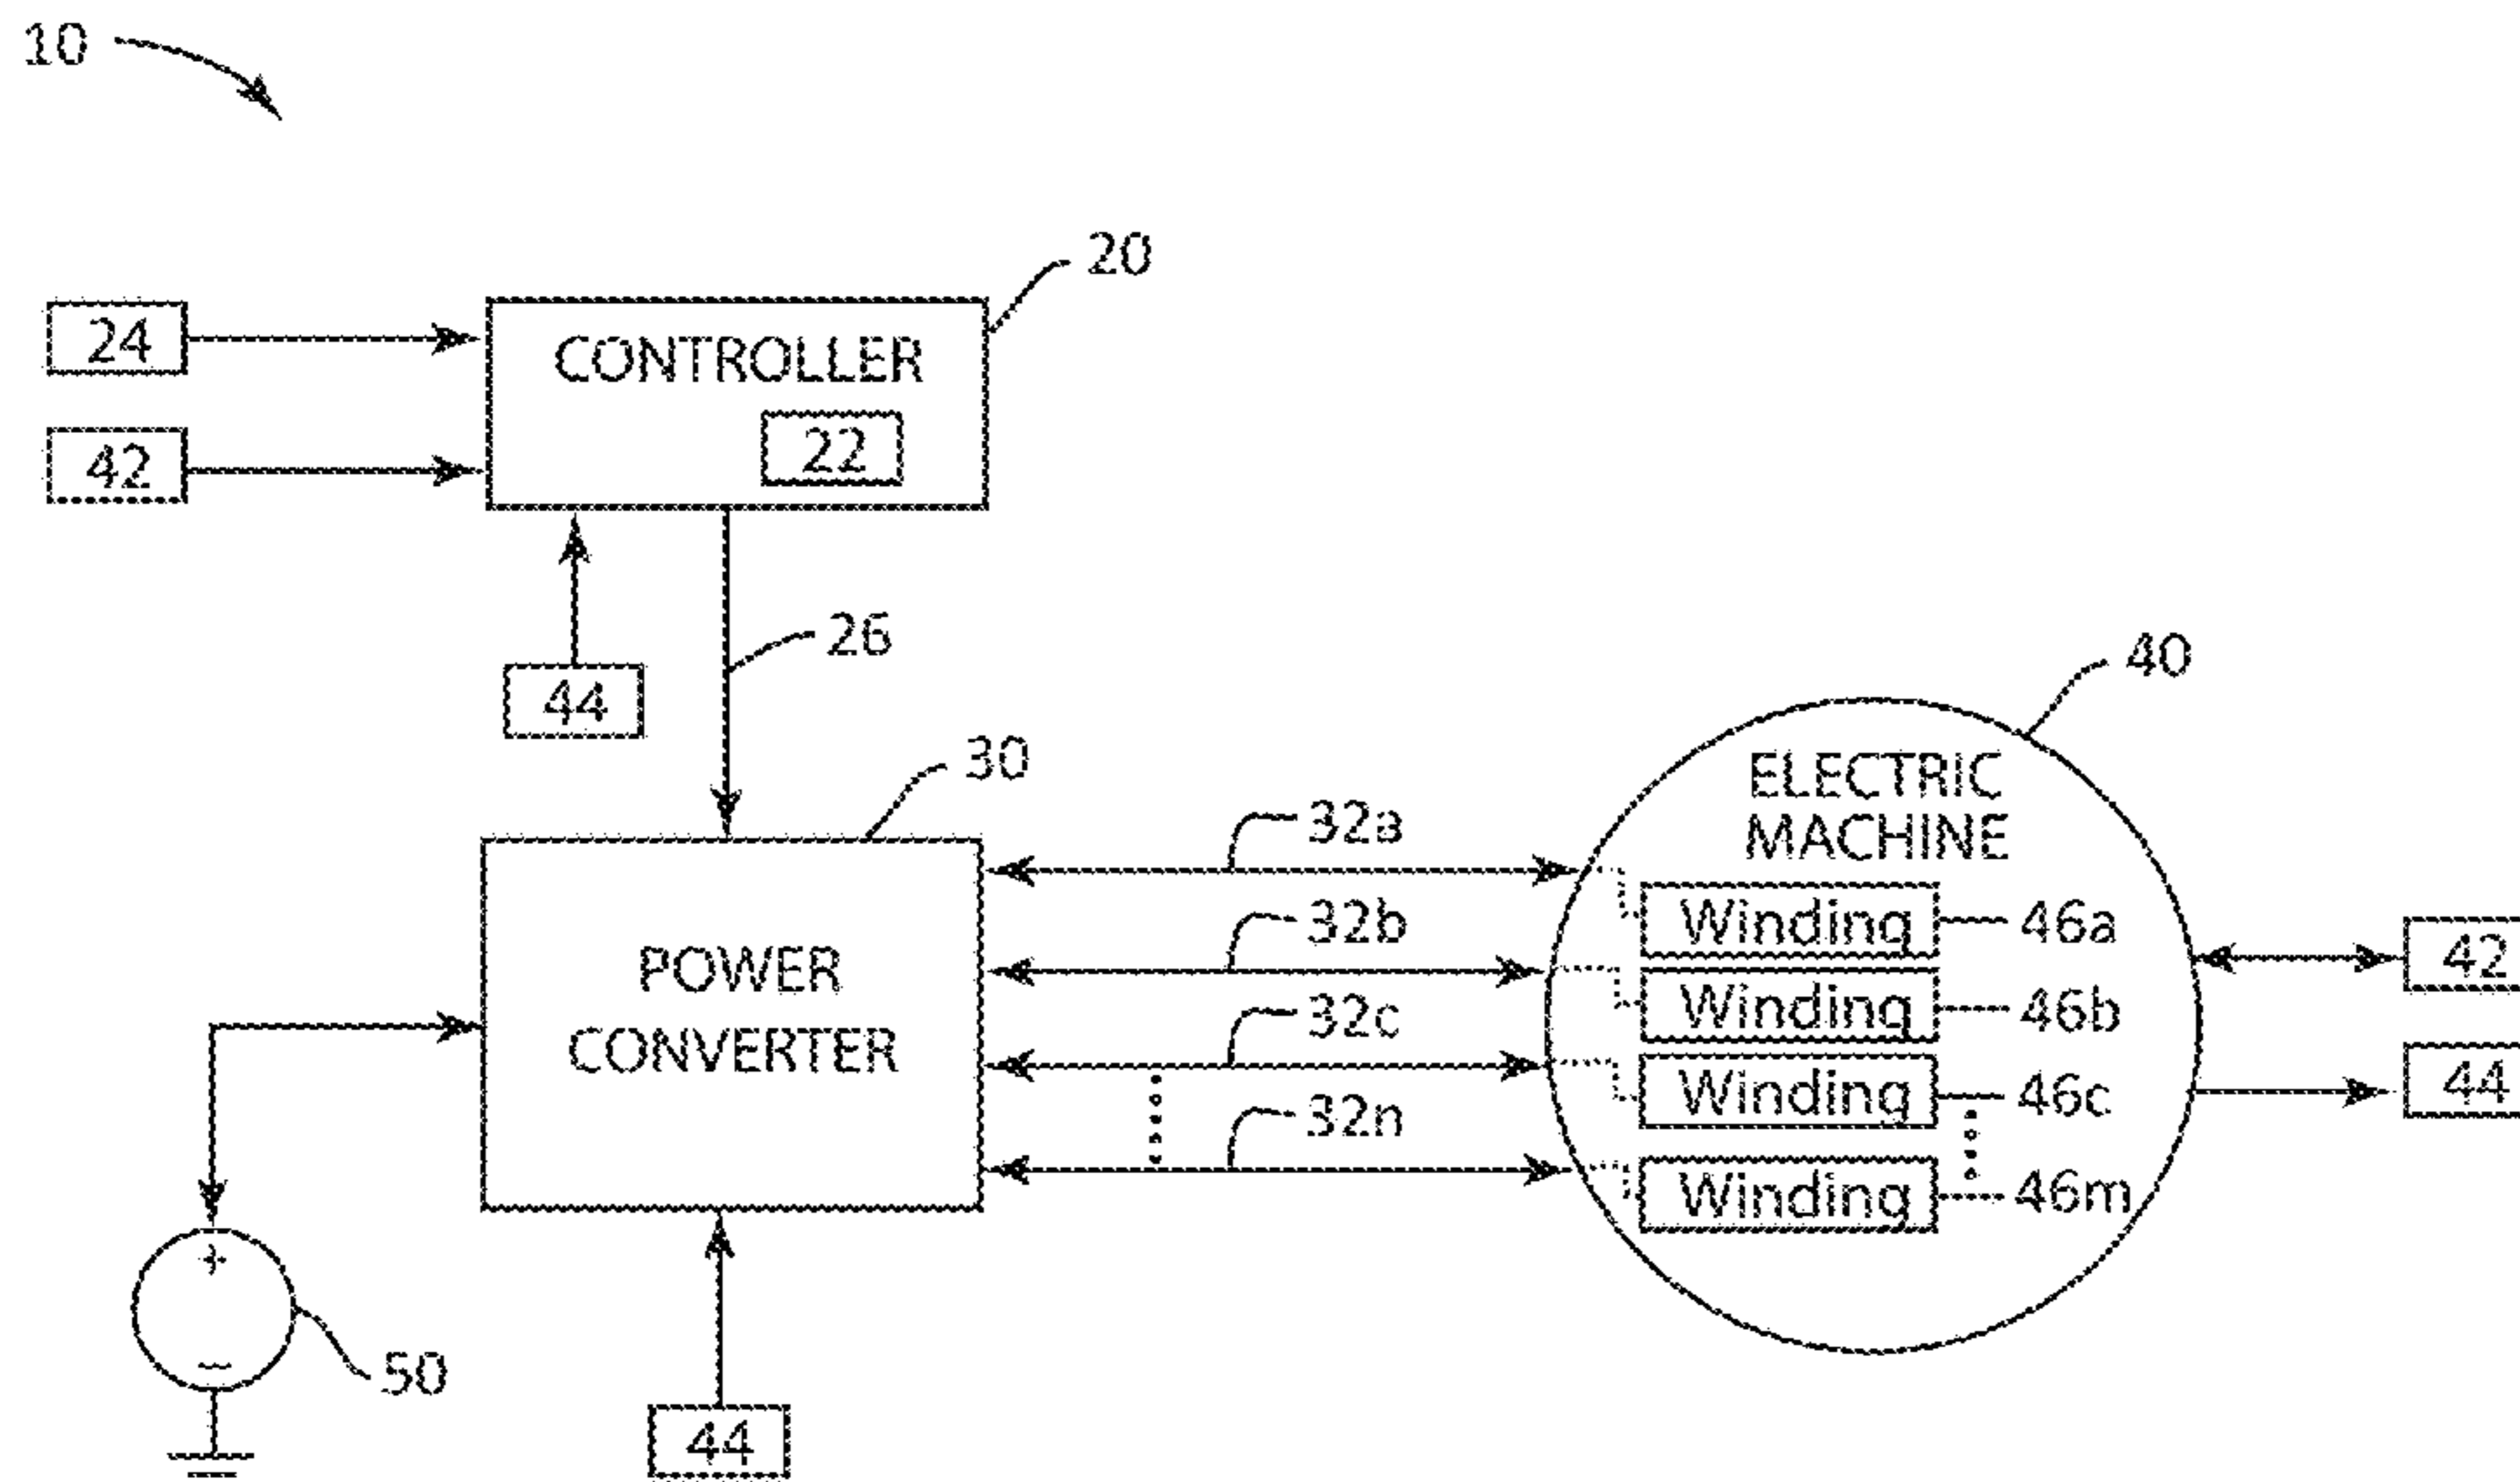 10
20
24
CONTROLLER
42
22
26
44
30
40
ELECTRIC
MACHINE
32a
Winding
46a
32b
42
POWER
CONVERTER
Winding
46b
32c
Winding
46c
44
32n
Winding
46m
+
−
50
44